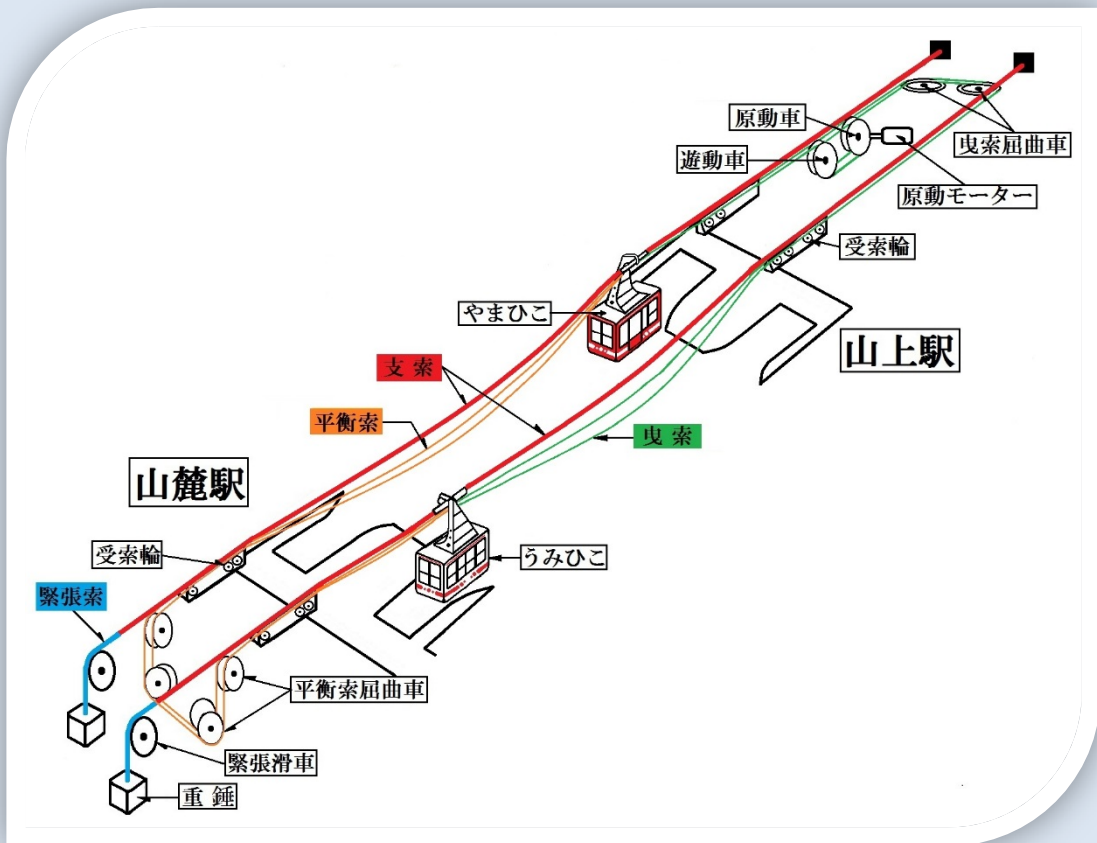 原動車
遊動車
曳索屈曲車
原動モーター
受索輪
やまひこ
山上駅
支索
平衡索
曳索
山麓駅
受索輪
うみひこ
緊張索
平衡索屈曲車
緊張滑車
重錘